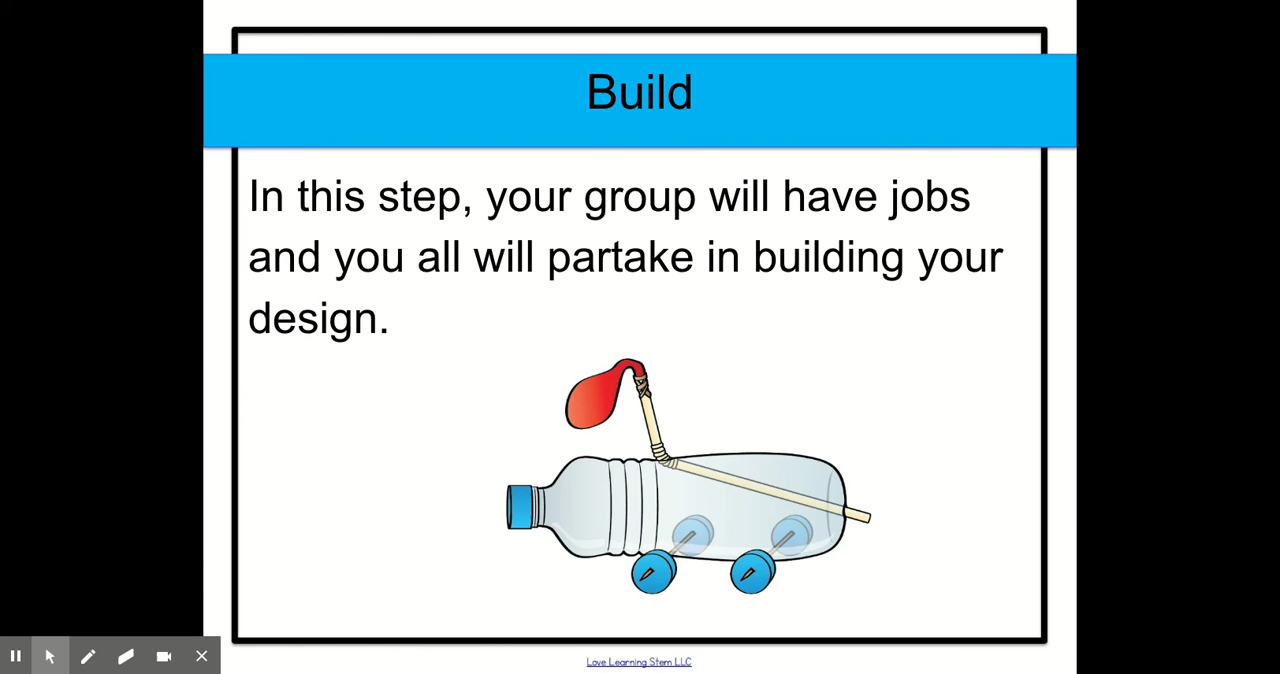 Build
In this step, your group will have jobs
and you all will partake in building your
design.
Love Learning Stem LLC